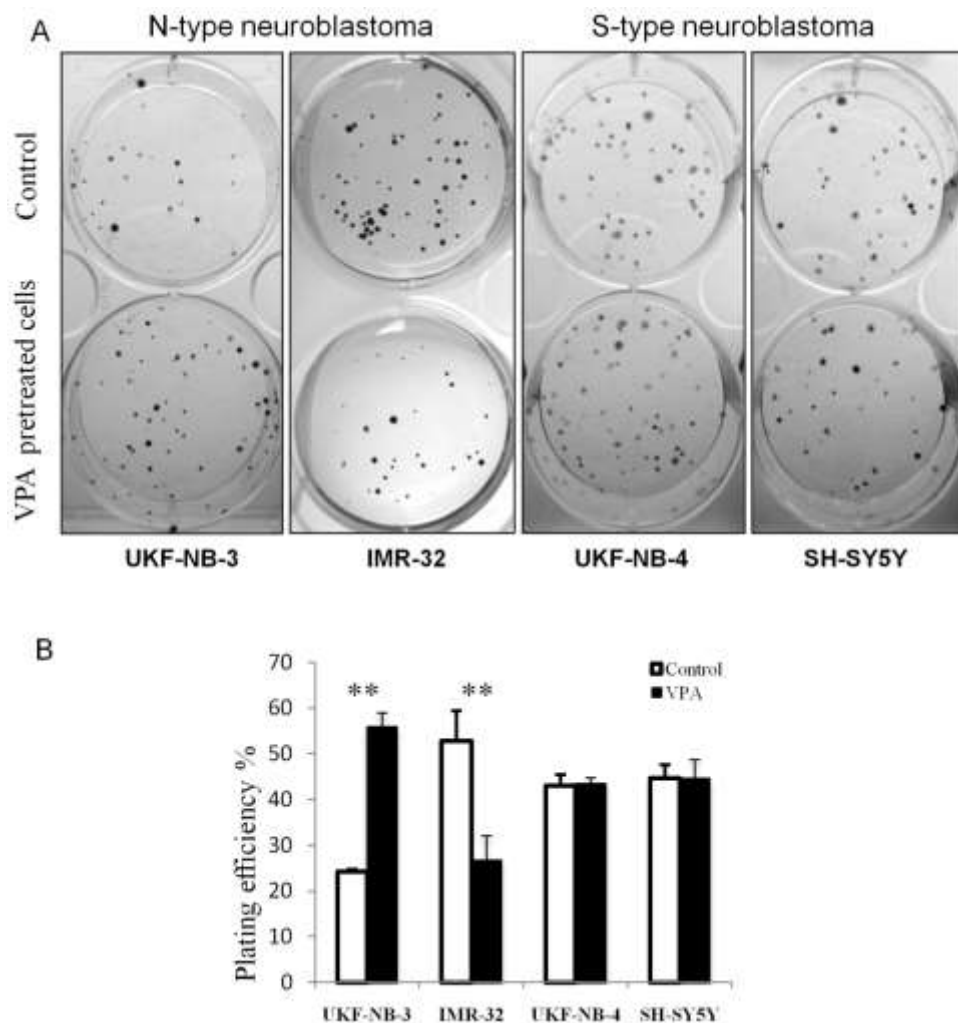 A
N-type neuroblastoma
S-type neuroblastoma
Control
VPA pretreated cells
UKF-NB-3
IMR-32
UKF-NB-4
SH-SY5Y
B
70
60
50
40
30
20
10
0
Plating efficiency %
**
**
Control
VPA
UKF-NB-3
IMR-32
UKF-NB-4
SH-SY5Y